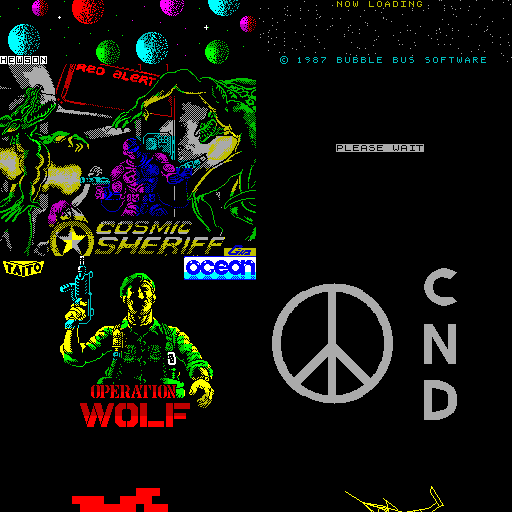 NOW LOADING
© 1987 BUBBLE BUS SOFTWARE
HEWSON
RED ALERT
PLEASE WAIT
COSMIC
SHERIFF
TAITO
ocean
C
N
D
OPERATION
WOLF